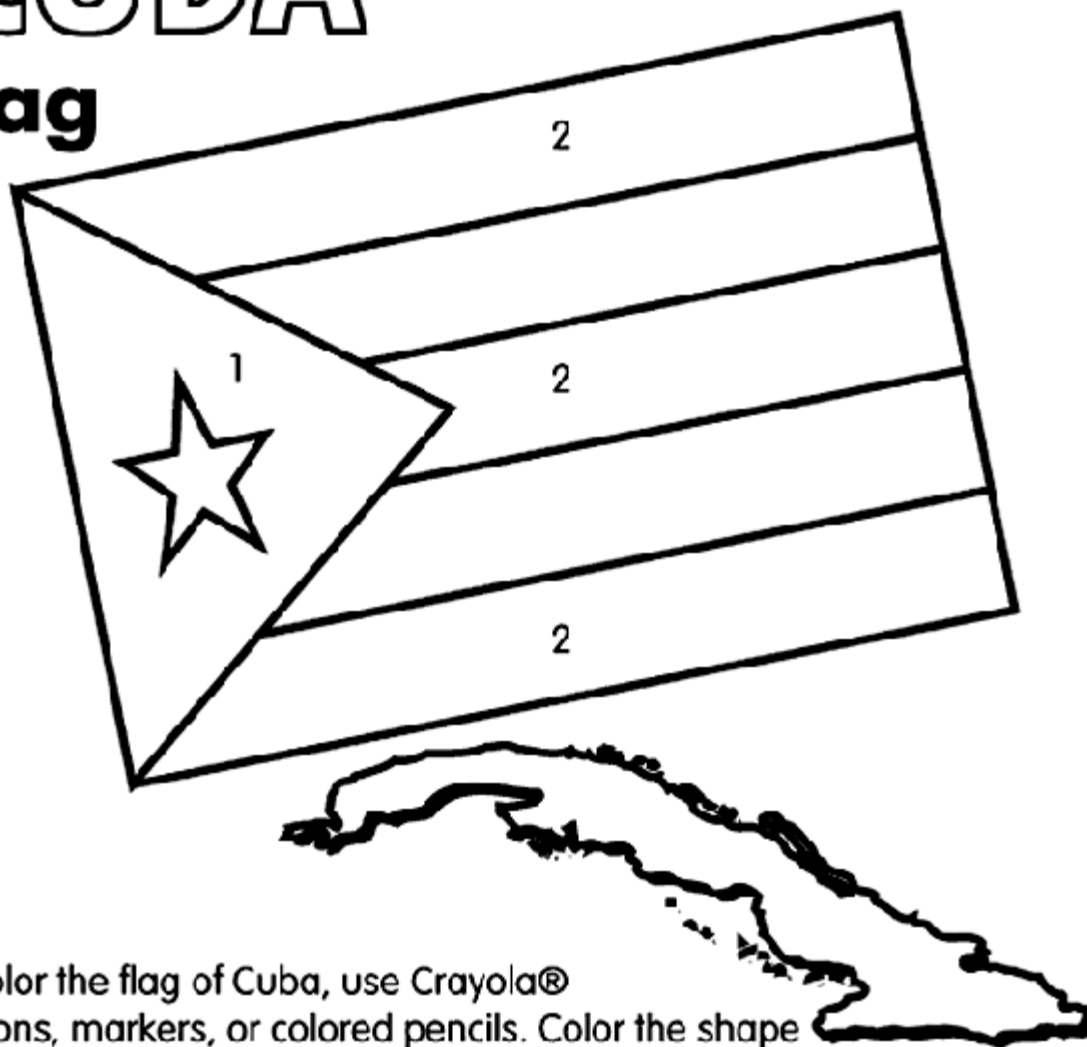 CUBA
ag
2
1
2
2
olor the flag of Cuba, use Crayola®
ons, markers, or colored pencils. Color the shape